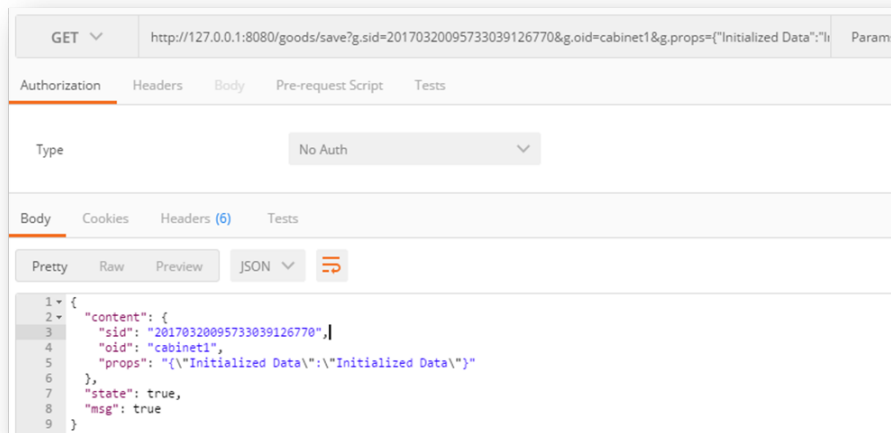 GET http://127.0.0.1:8080/goods/save?g.sid=20170320095733039126770&g.oid=cabinet1&g.props={"Initialized Data":"I Param
Authorization Headers Body Pre-request Script Tests
Type No Auth
Body Cookies Headers (6) Tests
Pretty Raw Preview JSON
1 {
2 "content": {
3 "sid": "20170320095733039126770",
4 "oid": "cabinet1",
5 "props": "{\"Initialized Data\":\"Initialized Data\"}"
6 },
7 "state": true,
8 "msg": true
9 }